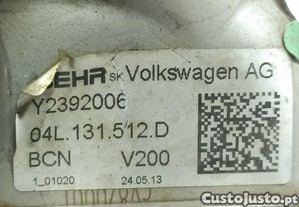 EHR SK Volkswagen AG
Y2392006
04L.131.512.D
BCN V200
1_01020 24.05.13
CustoJusto.pt